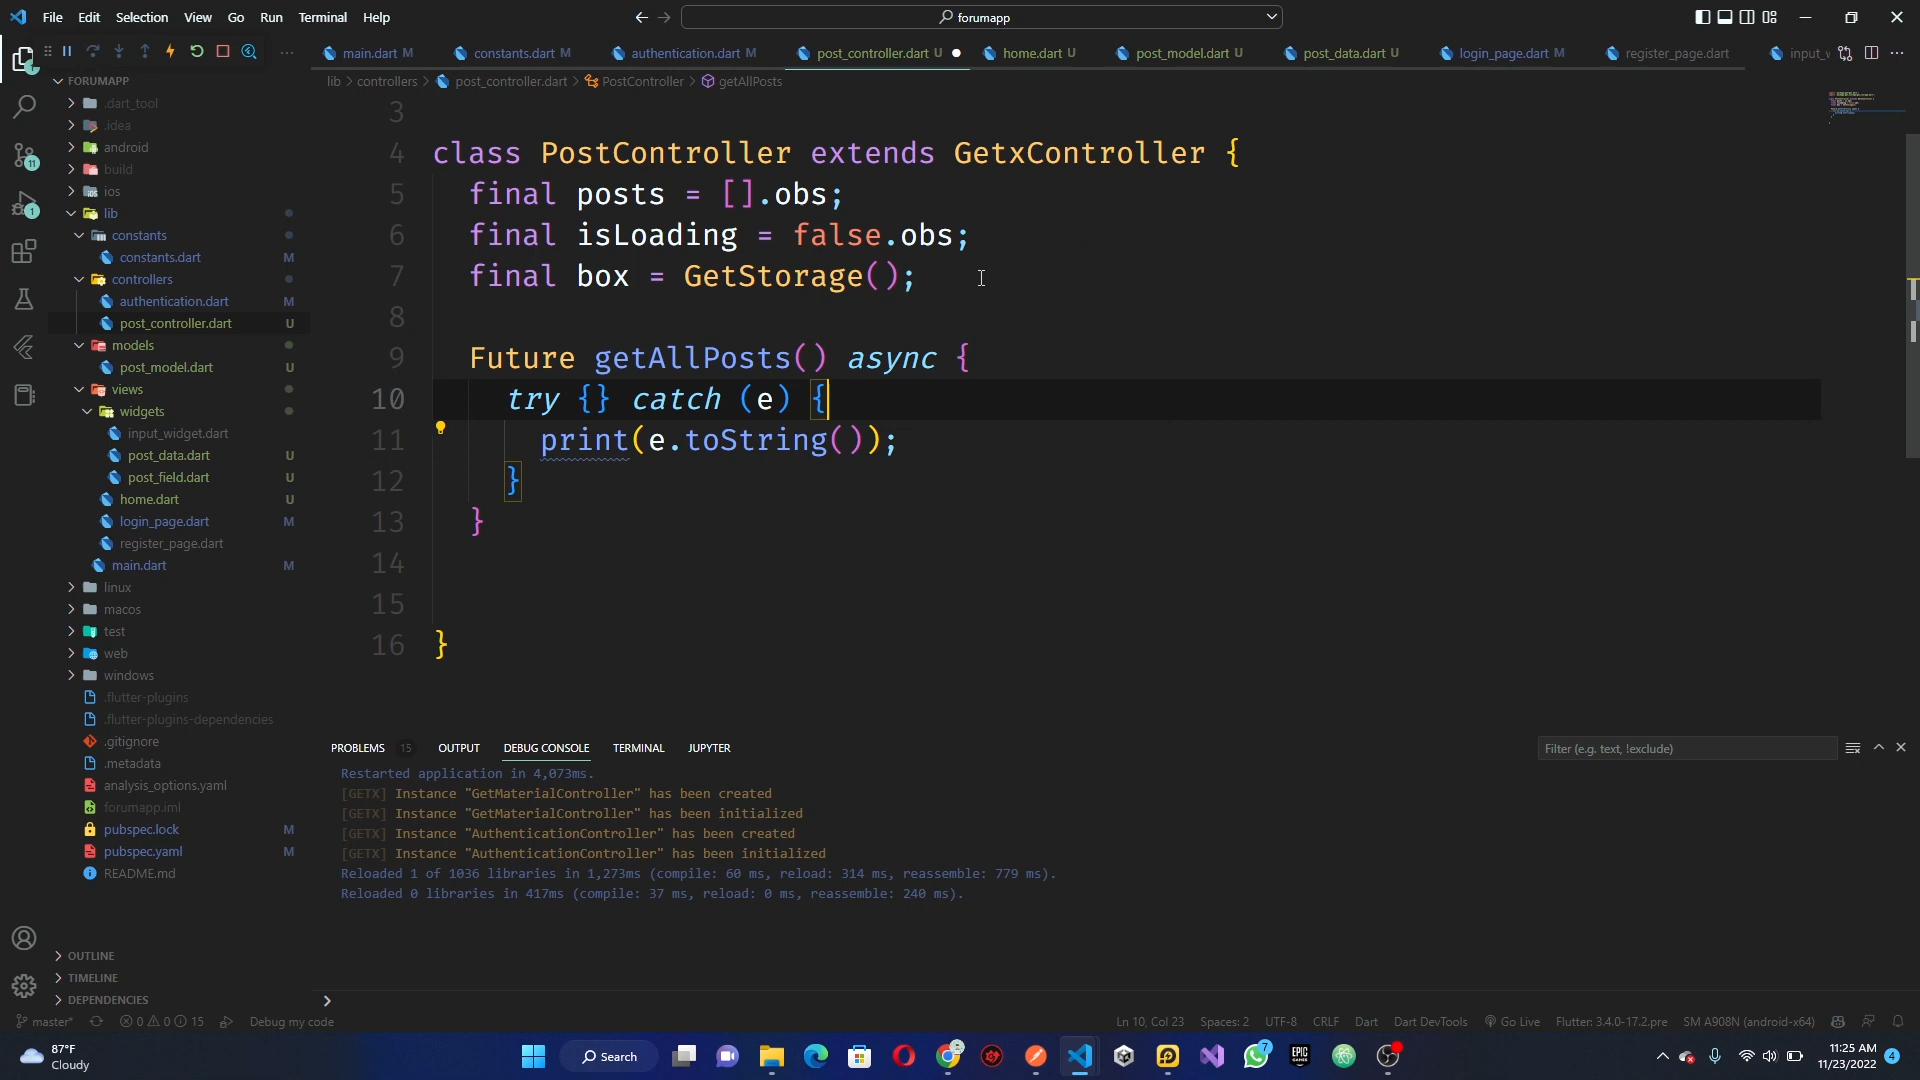 File Edit Selection View Go Run Terminal Help
forumapp
main.dart M
constants.dart M
authentication.dart M
post_controller.dart U
home.dart U
post_model.dart U
post_data.dart U
login_page.dart M
register_page.dart
lib > controllers > post_controller.dart > PostController > getAllPosts
FORUMAPP
.dart_tool
.idea
android
build
ios
lib
constants
constants.dart M
controllers
authentication.dart M
post_controller.dart U
models
post_model.dart U
views
widgets
input_widget.dart
post_data.dart U
post_field.dart U
home.dart U
login_page.dart M
register_page.dart
main.dart M
linux
macos
test
web
windows
.flutter-plugins
.flutter-plugins-dependencies
.gitignore
.metadata
analysis_options.yaml
forumapp.iml
pubspec.lock M
pubspec.yaml M
README.md
OUTLINE
TIMELINE
DEPENDENCIES
11
1
3
4 class PostController extends GetxController {
5 final posts = [].obs;
6 final isLoading = false.obs;
7 final box = GetStorage();
8
9 Future getAllPosts() async {
10 try {} catch (e) {
11 print(e.toString());
12 }
13 }
14
15
16 }
PROBLEMS 15 OUTPUT DEBUG CONSOLE TERMINAL JUPYTER
Filter (e.g. text, !exclude)
Restarted application in 4,073ms.
[GETX] Instance "GetMaterialController" has been created
[GETX] Instance "GetMaterialController" has been initialized
[GETX] Instance "AuthenticationController" has been created
[GETX] Instance "AuthenticationController" has been initialized
Reloaded 1 of 1036 libraries in 1,273ms (compile: 60 ms, reload: 314 ms, reassemble: 779 ms).
Reloaded 0 libraries in 417ms (compile: 37 ms, reload: 0 ms, reassemble: 240 ms).
master* 0 0 15 Debug my code
Ln 10, Col 23 Spaces: 2 UTF-8 CRLF Dart Dart DevTools Go Live Flutter: 3.4.0-17.2.pre SM A908N (android-x64)
87°F
Cloudy
Search
7
EPIC GAMES
11:25 AM
11/23/2022
4